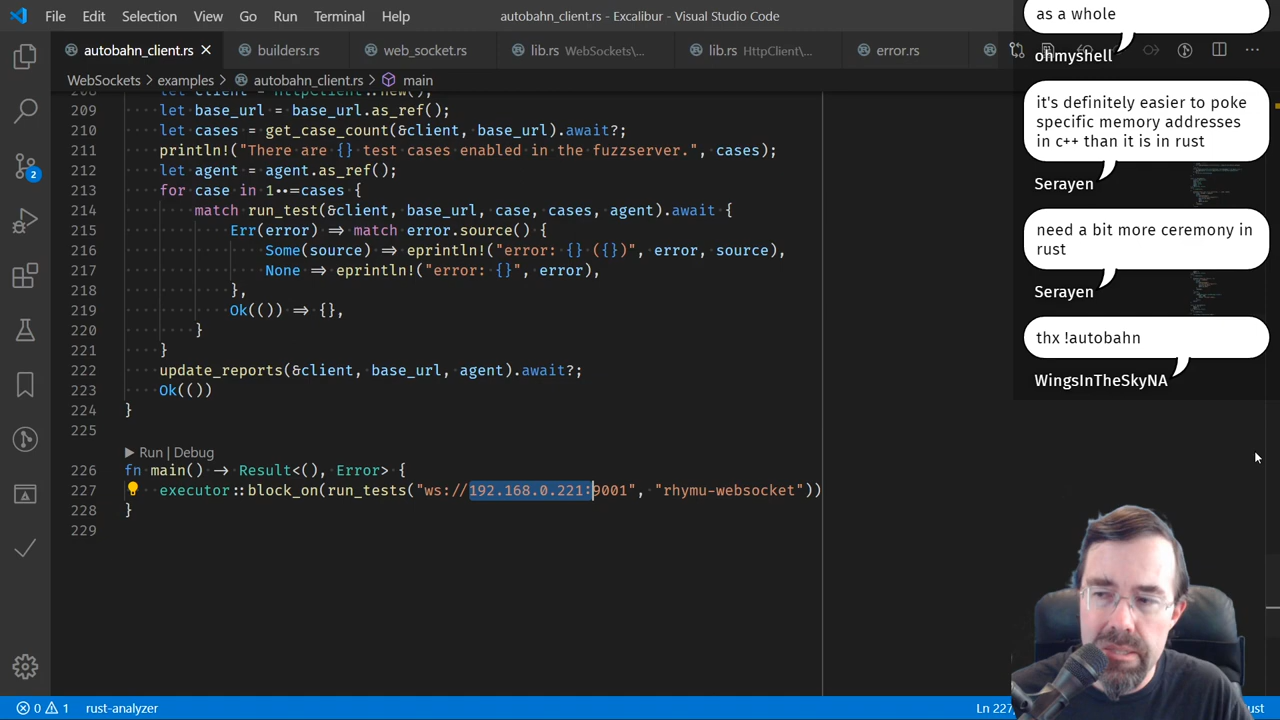 File Edit Selection View Go Run Terminal Help autobahn_client.rs - Excalibur - Visual Studio Code
autobahn_client.rs builders.rs web_socket.rs lib.rs WebSockets\... lib.rs HttpClient\... error.rs
WebSockets examples autobahn_client.rs main
209 let base_url = base_url.as_ref();
210 let cases = get_case_count(&client, base_url).await?;
211 println!("There are {} test cases enabled in the fuzzserver.", cases);
212 let agent = agent.as_ref();
213 for case in 1..=cases {
214 match run_test(&client, base_url, case, cases, agent).await {
215 Err(error) => match error.source() {
216 Some(source) => eprintln!("error: {} ({})", error, source),
217 None => eprintln!("error: {}", error),
218 },
219 Ok(()) => {},
220 }
221 }
222 update_reports(&client, base_url, agent).await?;
223 Ok(())
224 }
225
Run | Debug
226 fn main() -> Result<(), Error> {
227 executor::block_on(run_tests("ws://192.168.0.221:9001", "rhymu-websocket"))
228 }
229
as a whole
ohmyshell
it's definitely easier to poke
specific memory addresses
in c++ than it is in rust
Serayen
need a bit more ceremony in
rust
Serayen
thx !autobahn
WingsInTheSkyNA
2
0 1 rust-analyzer
Ln 227,